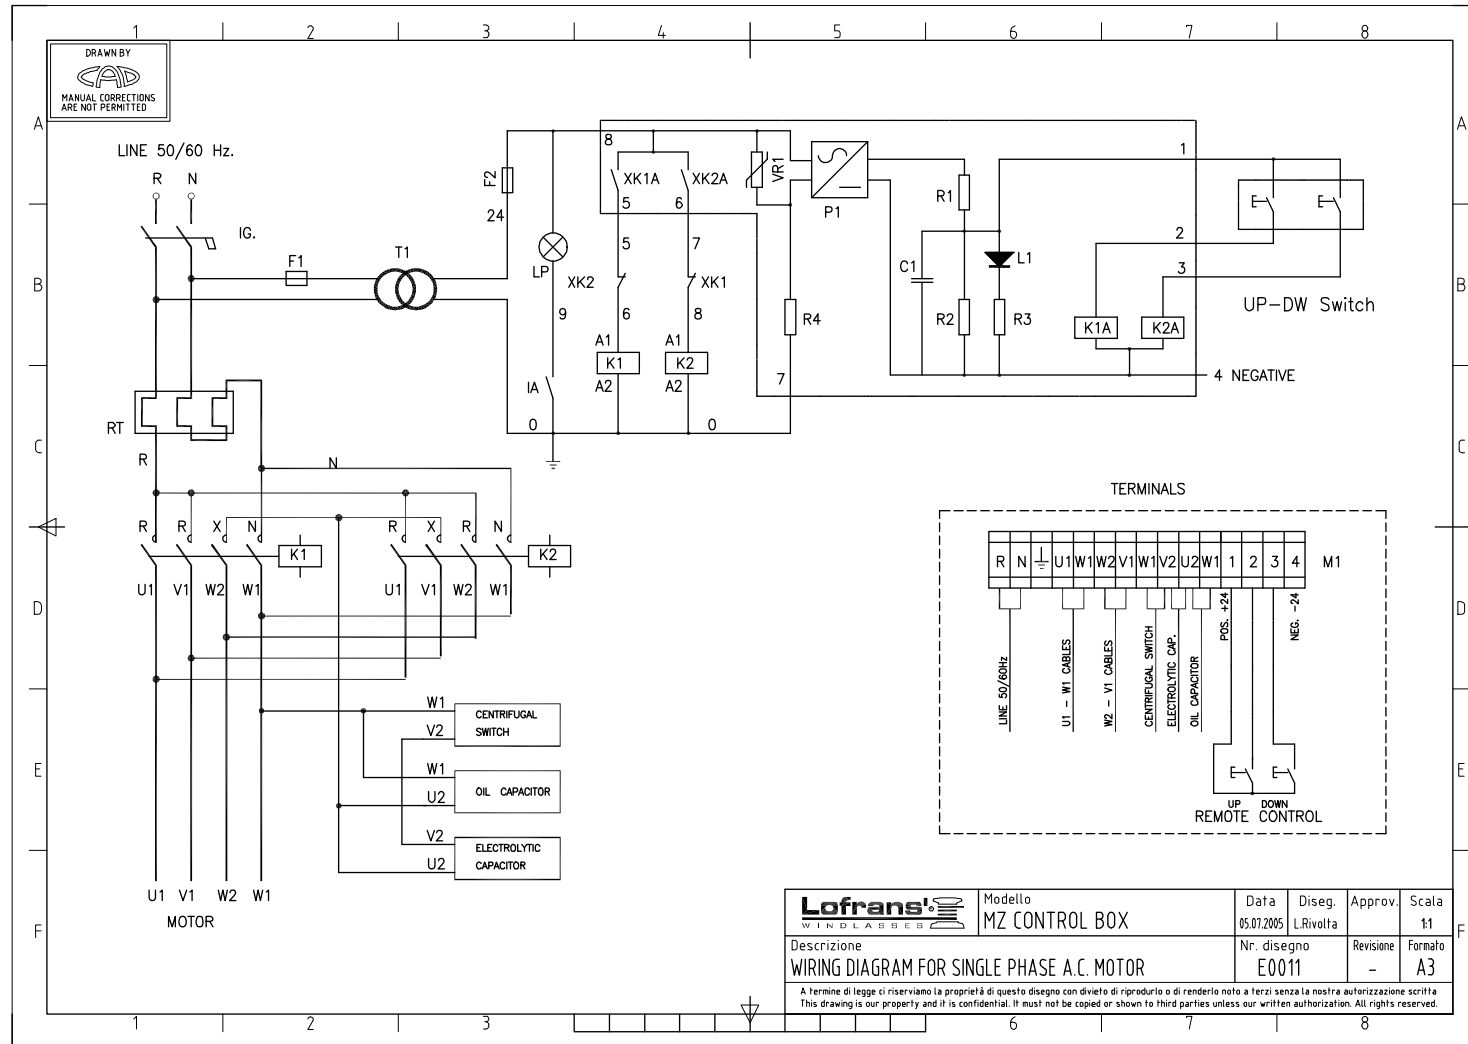 1 2 3 4 5 6 7 8
DRAWN BY
CAD
MANUAL CORRECTIONS
ARE NOT PERMITTED
A A
LINE 50/60 Hz.
R N
IG.
F1
T1
F2
24
LP
9
IA
0
8
XK1A XK2A
5 6
5 7
XK2 XK1
6 8
A1 A1
K1 K2
A2 A2
0
VR1
P1
R4
7
R1
C1
L1
R2
R3
1
2
3
K1A K2A
UP-DW Switch
4 NEGATIVE
B B
RT
C C
R
N
R R X N
K1
U1 V1 W2 W1
R X R N
K2
U1 V1 W2 W1
D D
W1
CENTRIFUGAL
SWITCH
V2
W1
OIL CAPACITOR
U2
V2
ELECTROLYTIC
CAPACITOR
U2
E E
U1 V1 W2 W1
MOTOR
F F
TERMINALS
R N U1 W1 W2 V1 W1 V2 U2 W1 1 2 3 4 M1
LINE 50/60Hz
U1 - W1 CABLES
W2 - V1 CABLES
CENTRIFUGAL SWITCH
ELECTROLYTIC CAP.
OIL CAPACITOR
POS. +24
NEG. -24
UP DOWN
REMOTE CONTROL
Lofrans'
WINDLASSES
Modello
MZ CONTROL BOX
Data Diseg. Approv. Scala
05.07.2005 L.Rivolta 1:1
Descrizione
WIRING DIAGRAM FOR SINGLE PHASE A.C. MOTOR
Nr. disegno Revisione Formato
E0011 - A3
A termine di legge ci riserviamo la proprietà di questo disegno con divieto di riprodurlo o di renderlo noto a terzi senza la nostra autorizzazione scritta
This drawing is our property and it is confidential. It must not be copied or shown to third parties unless our written authorization. All rights reserved.
1 2 3 6 7 8